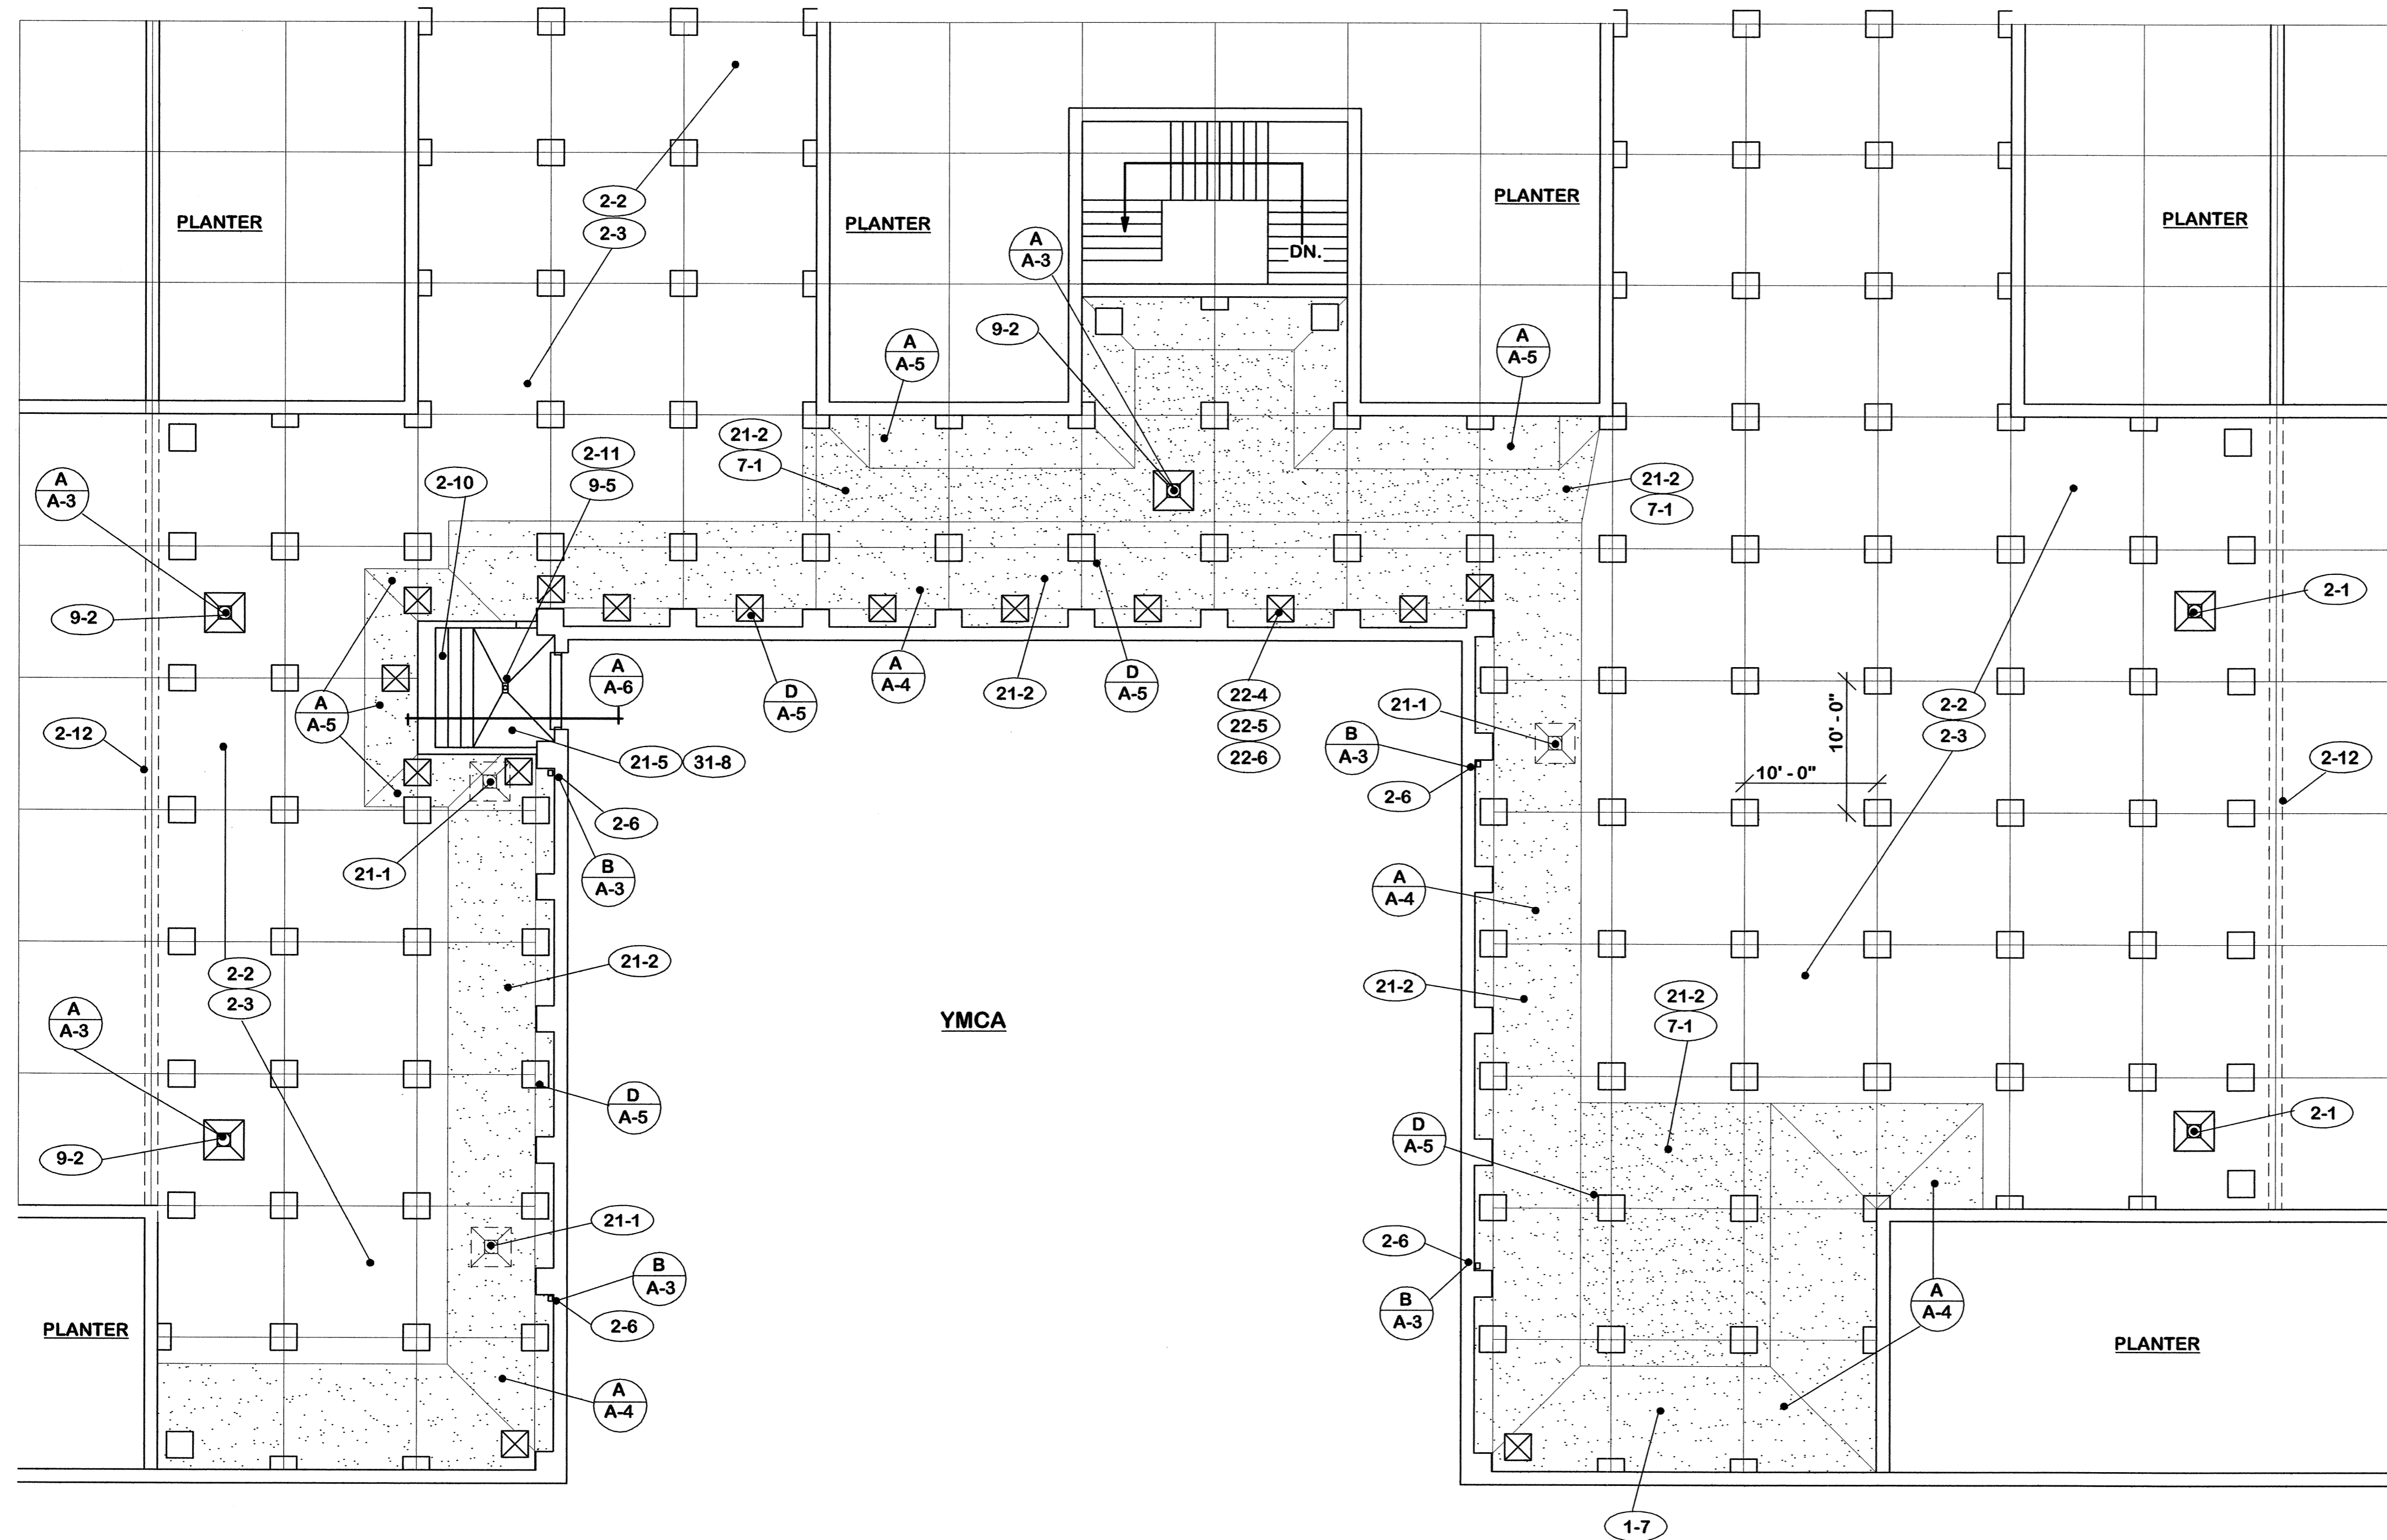 PLANTER
2-2
2-3
PLANTER
A
A-3
DN.
PLANTER
PLANTER
9-2
A
A-5
A
A-5
21-2
7-1
2-11
9-5
2-10
A
A-3
21-2
7-1
9-2
2-1
A
A-6
A
A-4
21-2
D
A-5
D
A-5
22-4
22-5
22-6
21-1
A
A-5
2-12
21-5
31-8
B
A-3
2-6
10' - 0"
10' - 0"
2-2
2-3
2-12
2-6
21-1
B
A-3
A
A-4
21-2
2-2
2-3
21-2
21-2
7-1
A
A-3
YMCA
D
A-5
D
A-5
2-1
9-2
21-1
2-6
B
A-3
B
A-3
2-6
PLANTER
A
A-4
PLANTER
A
A-4
1-7